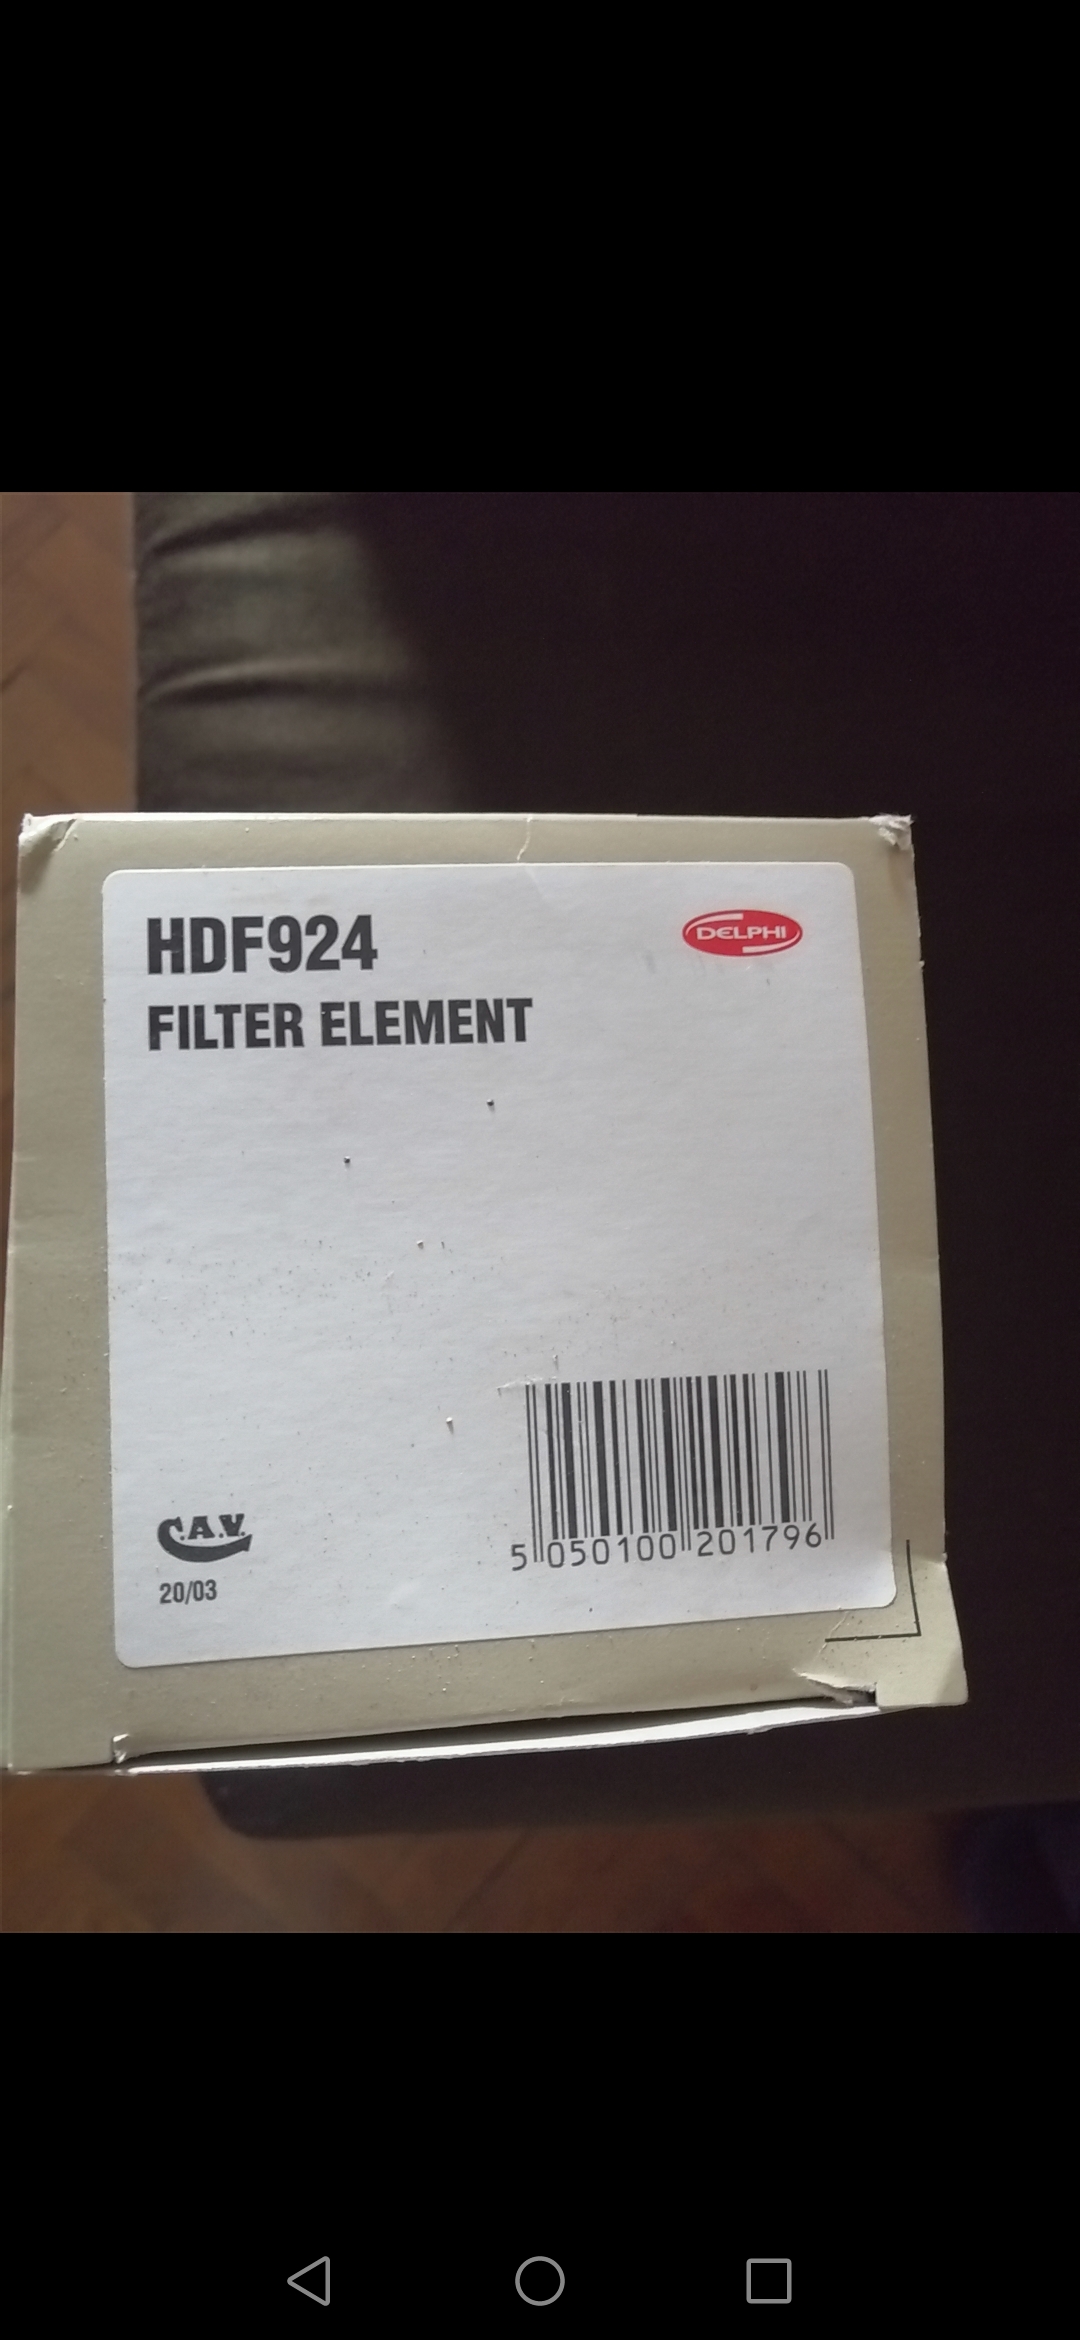 HDF924
DELPHI
FILTER ELEMENT
C.A.V.
20/03
5 050100 201796